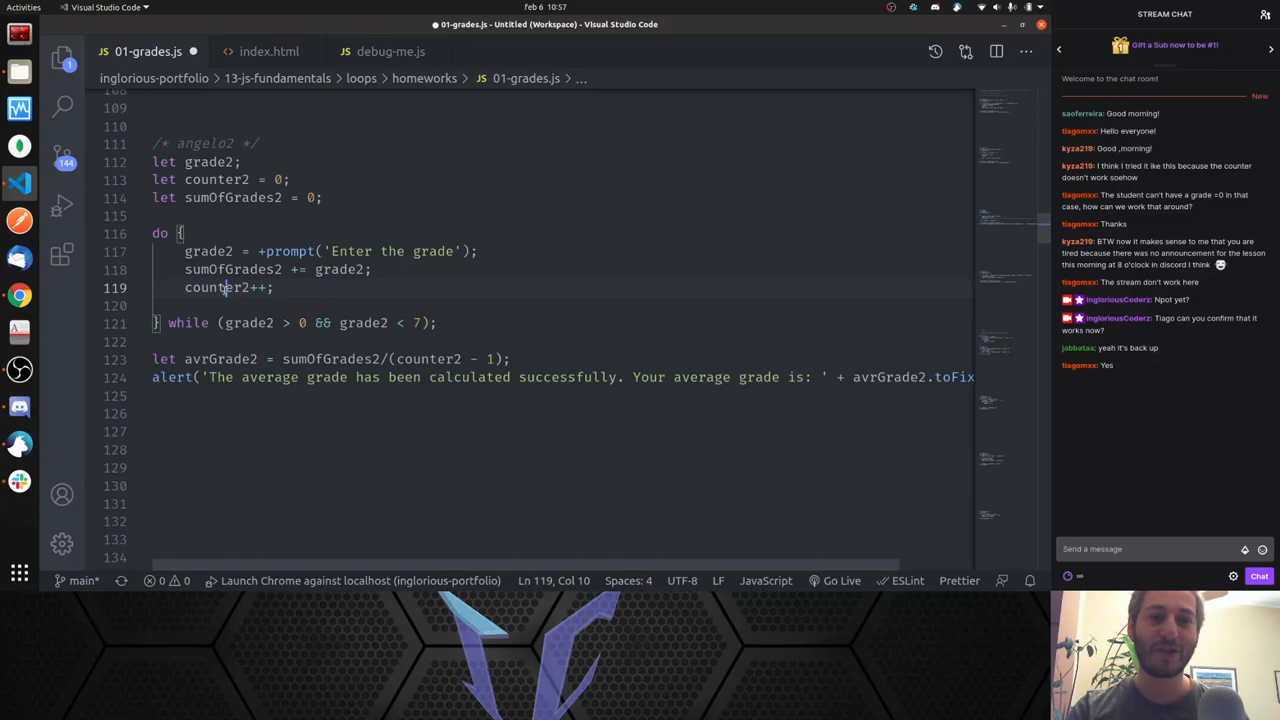 Activities
Visual Studio Code
feb 6 10:57
01-grades.js - Untitled (Workspace) - Visual Studio Code
JS 01-grades.js
index.html
JS debug-me.js
inglorious-portfolio > 13-js-fundamentals > loops > homeworks > JS 01-grades.js > ...
108
109
110
111 /* angelo2 */
112 let grade2;
113 let counter2 = 0;
114 let sumOfGrades2 = 0;
115
116 do {
117 grade2 = +prompt('Enter the grade');
118 sumOfGrades2 += grade2;
119 counter2++;
120
121 } while (grade2 > 0 && grade2 < 7);
122
123 let avrGrade2 = sumOfGrades2/(counter2 - 1);
124 alert('The average grade has been calculated successfully. Your average grade is: ' + avrGrade2.toFix
125
126
127
128
129
130
131
132
133
134
1
144
main*
0 0
Launch Chrome against localhost (inglorious-portfolio)
Ln 119, Col 10
Spaces: 4
UTF-8
LF
JavaScript
Go Live
ESLint
Prettier
STREAM CHAT
Gift a Sub now to be #1!
Welcome to the chat room!
New
saoferreira: Good morning!
tiagomxx: Hello everyone!
kyza219: Good ,morning!
kyza219: I think I tried it ike this because the counter
doesn't work soehow
tiagomxx: The student can't have a grade =0 in that
case, how can we work that around?
tiagomxx: Thanks
kyza219: BTW now it makes sense to me that you are
tired because there was no announcement for the lesson
this morning at 8 o'clock in discord I think
tiagomxx: The stream don't work here
IngloriousCoderz: Npot yet?
IngloriousCoderz: Tiago can you confirm that it
works now?
jabbataa: yeah it's back up
tiagomxx: Yes
Send a message
∞
Chat